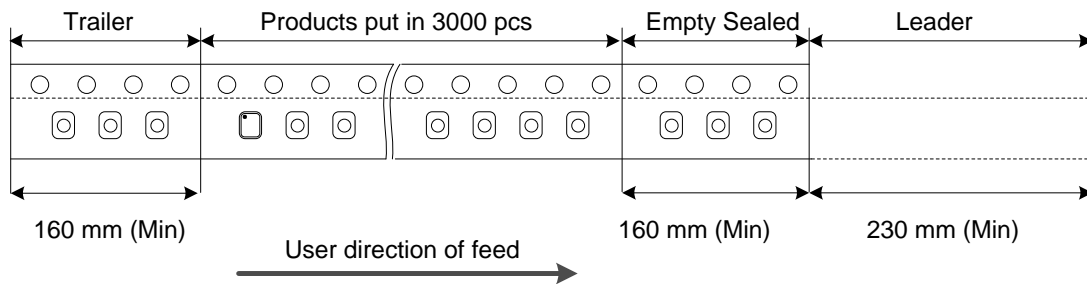 Trailer
Products put in 3000 pcs
Empty Sealed
Leader
160 mm (Min)
160 mm (Min)
230 mm (Min)
User direction of feed